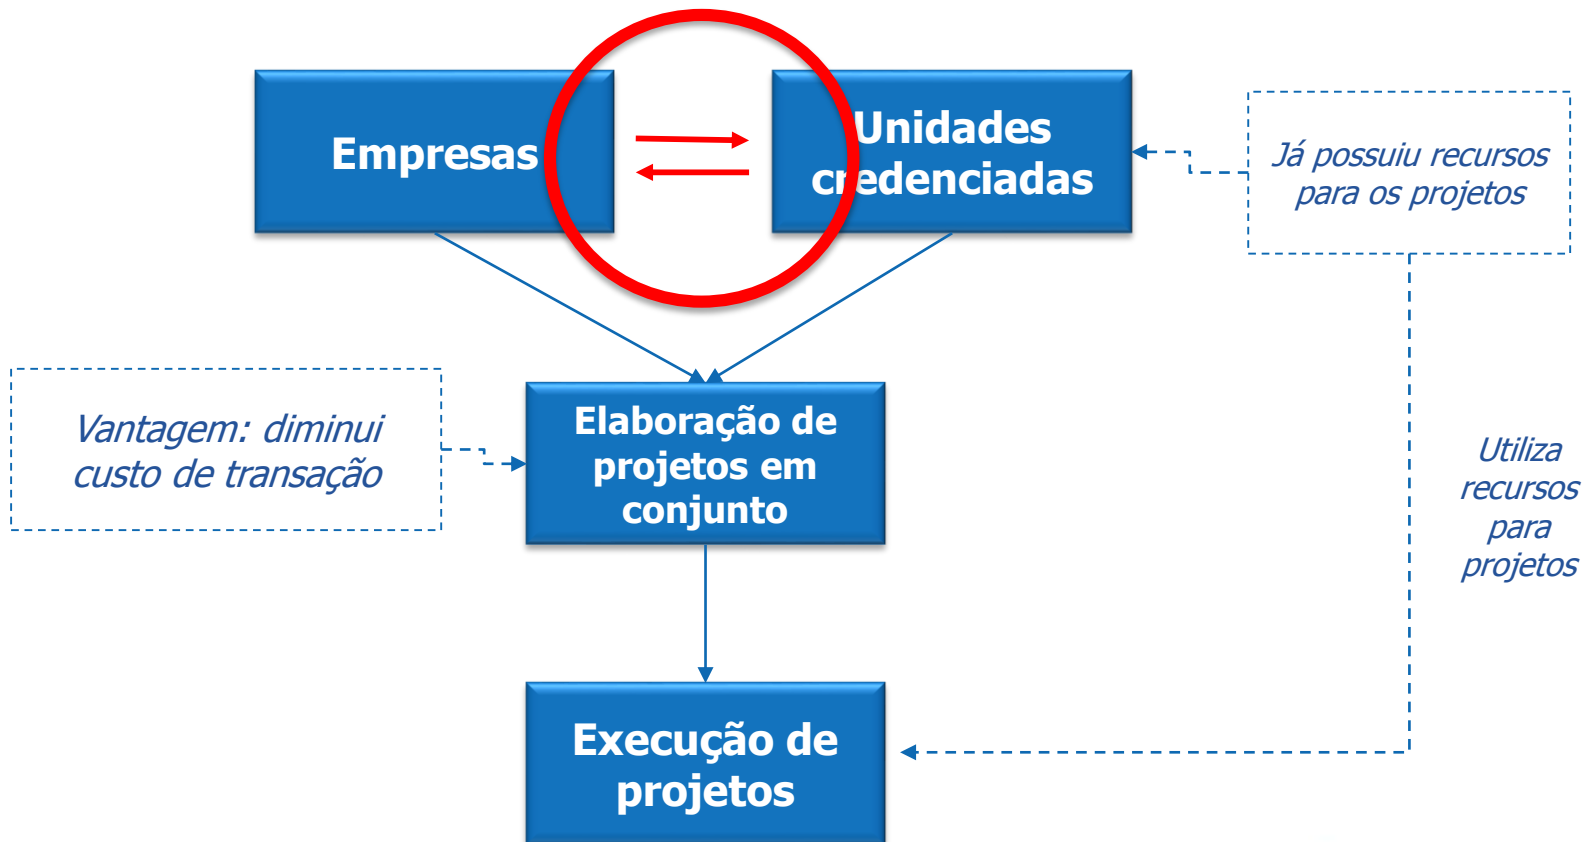 Empresas
Unidades
credenciadas
Já possuiu recursos
para os projetos
Vantagem: diminui
custo de transação
Elaboração de
projetos em
conjunto
Utiliza
recursos
para
projetos
Execução de
projetos